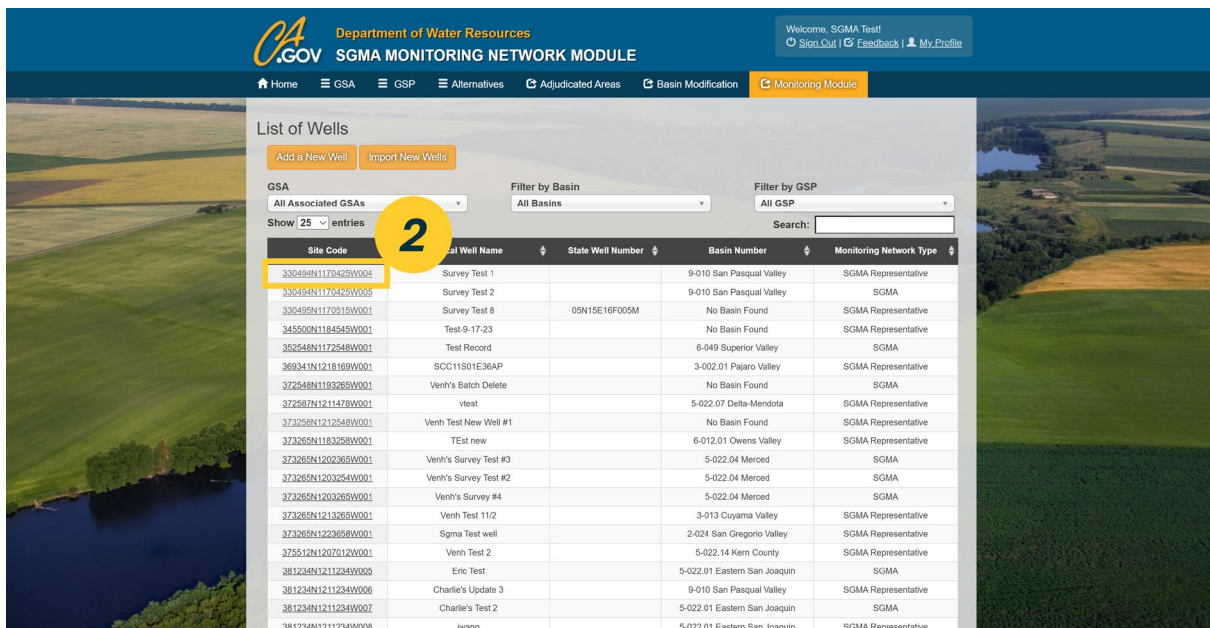 CA.GOV
Department of Water Resources
SGMA MONITORING NETWORK MODULE
Welcome, SGMA Test!
Sign Out | Feedback | My Profile
Home GSA GSP Alternatives Adjudicated Areas Basin Modification Monitoring Module
List of Wells
Add a New Well Import New Wells
GSA Filter by Basin Filter by GSP
All Associated GSAs All Basins All GSP
Show 25 entries Search:
2
Site Code Well Name State Well Number Basin Number Monitoring Network Type
330494N1170425W004 Survey Test 1 9-010 San Pasqual Valley SGMA Representative
330494N1170425W005 Survey Test 2 9-010 San Pasqual Valley SGMA
330495N1170515W001 Survey Test 8 05N15E16F005M No Basin Found SGMA Representative
345500N1184545W001 Test-9-17-23 No Basin Found SGMA Representative
352548N1172548W001 Test Record 6-049 Superior Valley SGMA
369341N1218169W001 SCC11S01E36AP 3-002.01 Pajaro Valley SGMA Representative
372548N1193265W001 Venh's Batch Delete No Basin Found SGMA
372587N1211478W001 vtest 5-022.07 Delta-Mendota SGMA Representative
373258N1212548W001 Venh Test New Well #1 No Basin Found SGMA Representative
373265N1183258W001 TEst new 6-012.01 Owens Valley SGMA Representative
373265N1202365W001 Venh's Survey Test #3 5-022.04 Merced SGMA
373265N1203254W001 Venh's Survey Test #2 5-022.04 Merced SGMA
373265N1203265W001 Venh's Survey #4 5-022.04 Merced SGMA
373265N1213265W001 Venh Test 11/2 3-013 Cuyama Valley SGMA Representative
373265N1223658W001 Sgma Test well 2-024 San Gregorio Valley SGMA Representative
375512N1207012W001 Venh Test 2 5-022.14 Kern County SGMA Representative
381234N1211234W005 Eric Test 5-022.01 Eastern San Joaquin SGMA
381234N1211234W006 Charlie's Update 3 9-010 San Pasqual Valley SGMA Representative
381234N1211234W007 Charlie's Test 2 5-022.01 Eastern San Joaquin SGMA
381234N1211234W008 iwang 5-022.01 Eastern San Joaquin SGMA Representative